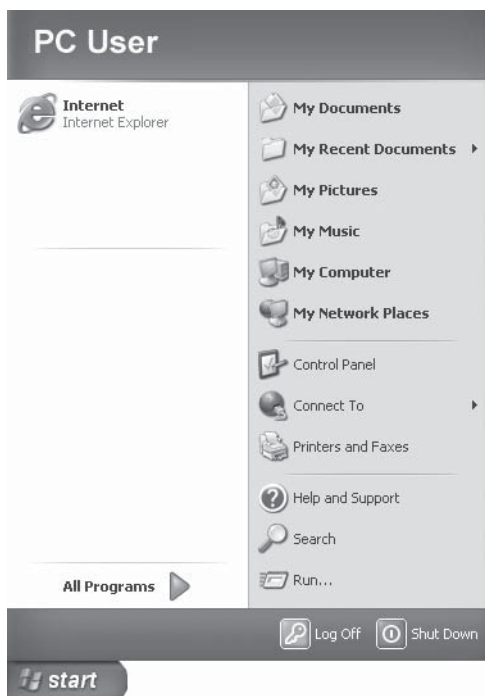 PC User
Internet
Internet Explorer
All Programs
My Documents
My Recent Documents
My Pictures
My Music
My Computer
My Network Places
Control Panel
Connect To
Printers and Faxes
Help and Support
Search
Run...
Log Off
Shut Down
start